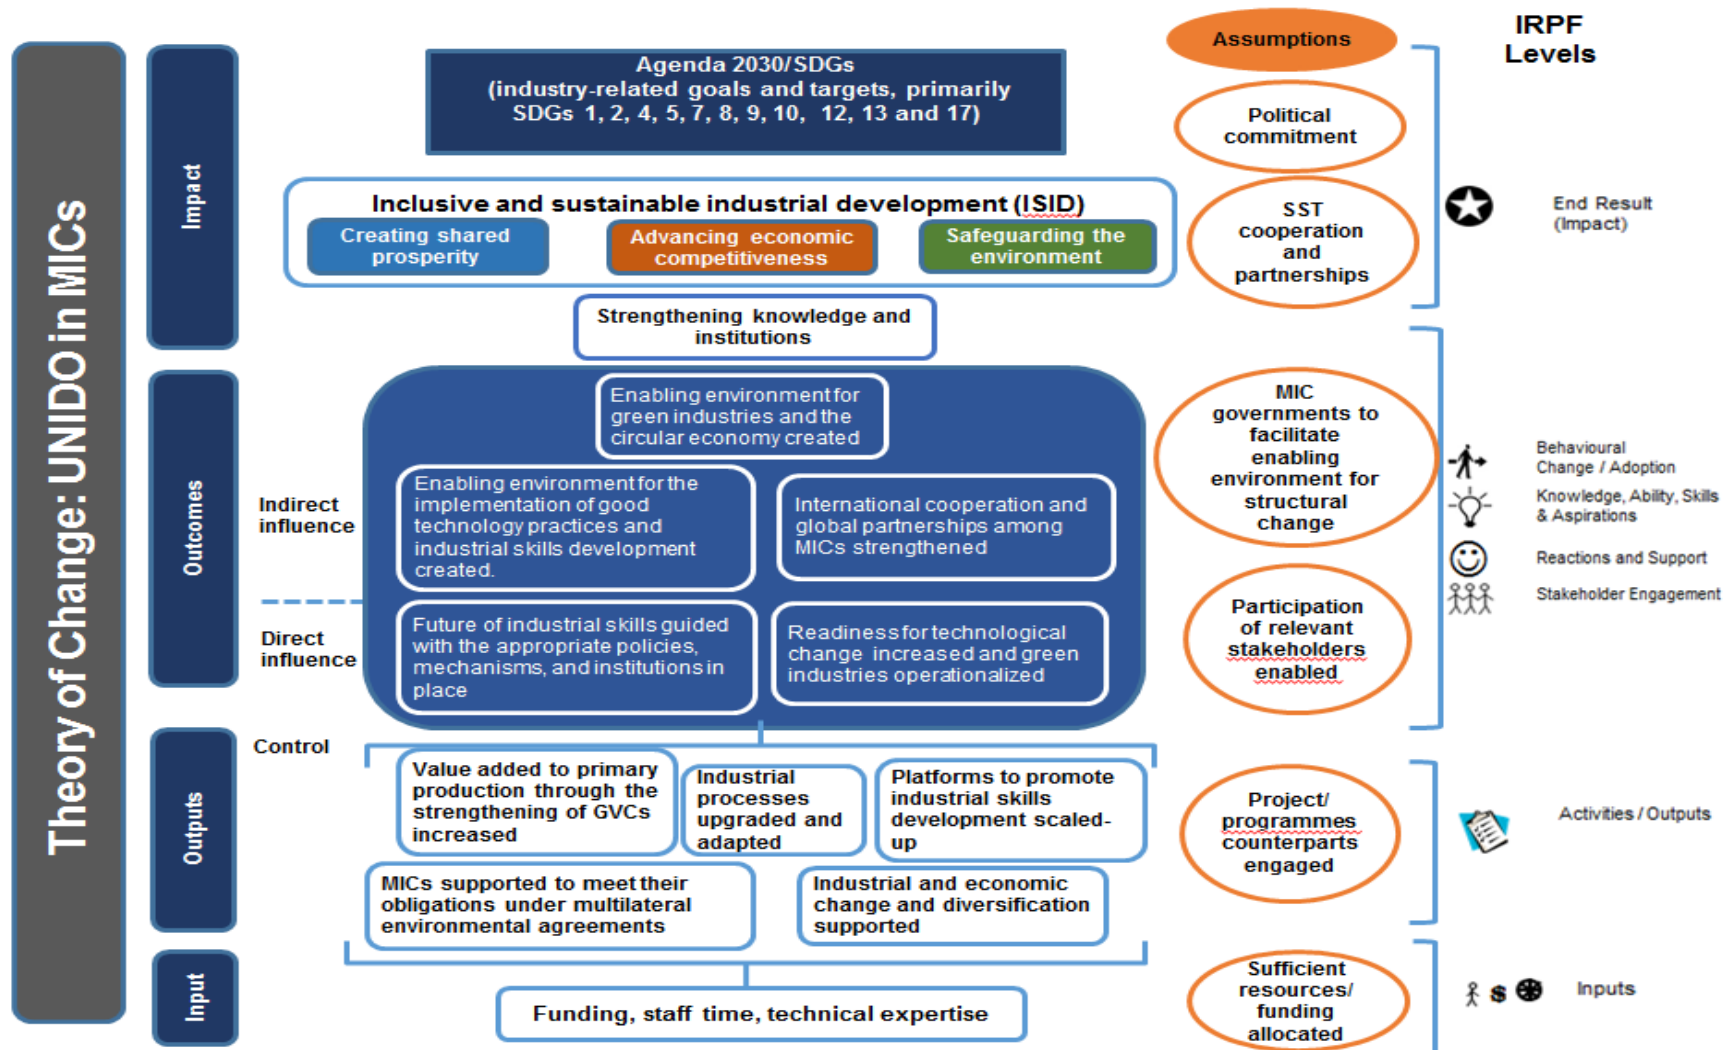 Theory of Change: UNIDO in MICs
Impact
Agenda 2030/SDGs
(industry-related goals and targets, primarily
SDGs 1, 2, 4, 5, 7, 8, 9, 10, 12, 13 and 17)
Inclusive and sustainable industrial development (ISID)
Creating shared
prosperity
Advancing economic
competitiveness
Safeguarding the
environment
Strengthening knowledge and
institutions
Outcomes
Indirect
influence
Direct
influence
Enabling environment for
green industries and the
circular economy created
Enabling environment for the
implementation of good
technology practices and
industrial skills development
created.
International cooperation and
global partnerships among
MICs strengthened
Future of industrial skills guided
with the appropriate policies,
mechanisms, and institutions in
place
Readiness for technological
change increased and green
industries operationalized
Outputs
Control
Value added to primary
production through the
strengthening of GVCs
increased
Industrial
processes
upgraded and
adapted
Platforms to promote
industrial skills
development scaled-
up
MICs supported to meet their
obligations under multilateral
environmental agreements
Industrial and economic
change and diversification
supported
Input
Funding, staff time, technical expertise
Assumptions
Political
commitment
SST
cooperation
and
partnerships
MIC
governments to
facilitate
enabling
environment for
structural
change
Participation
of relevant
stakeholders
enabled
Project/
programmes
counterparts
engaged
Sufficient
resources/
funding
allocated
IRPF
Levels
End Result
(Impact)
Behavioural
Change / Adoption
Knowledge, Ability, Skills
& Aspirations
Reactions and Support
Stakeholder Engagement
Activities / Outputs
$
Inputs